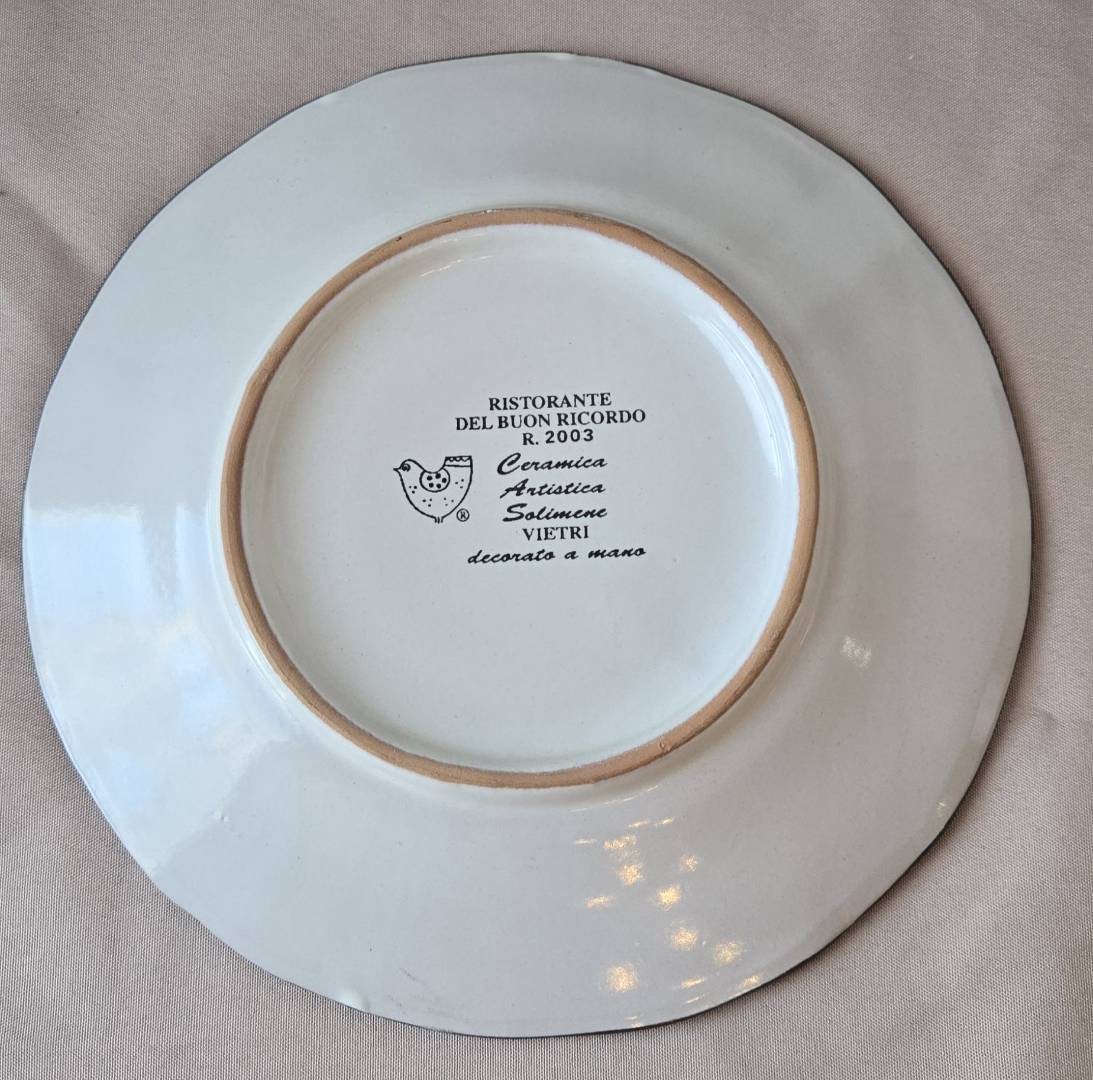 RISTORANTE
DEL BUON RICORDO
R. 2003
Ceramica
Artistica
Solimene
VIETRI
decorato a mano
®